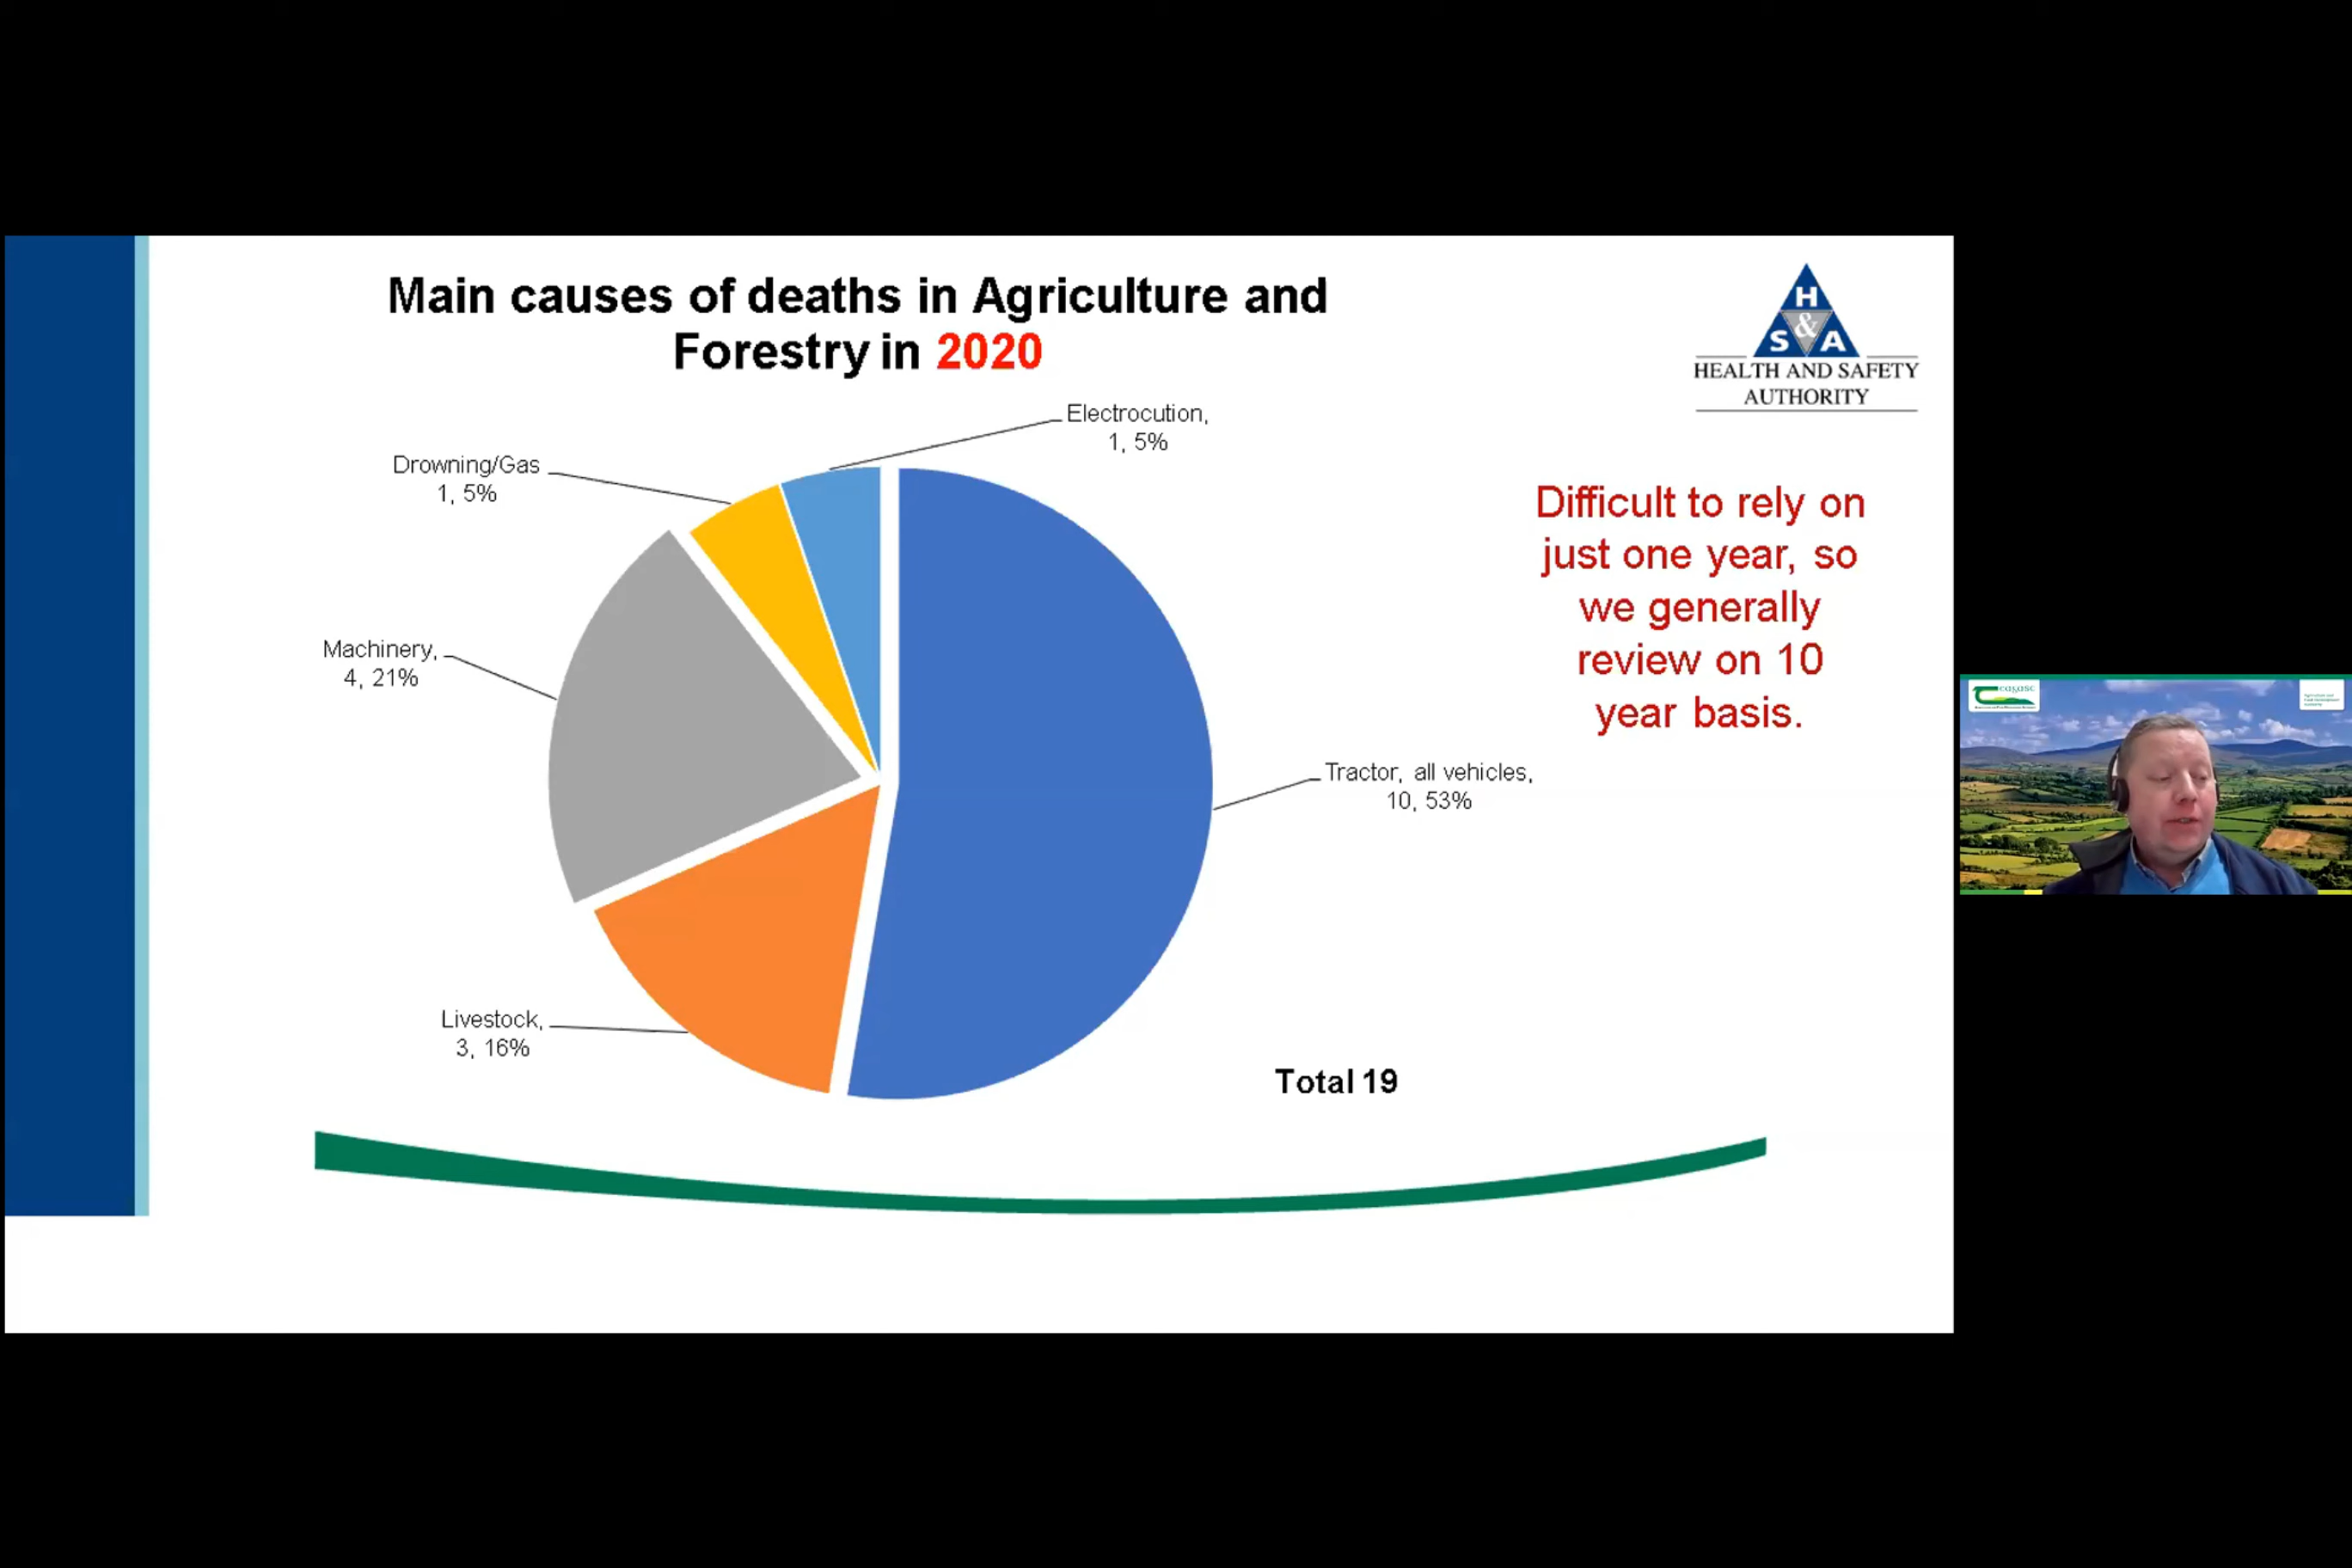 Main causes of deaths in Agriculture and
Forestry in 2020
H
S & A
HEALTH AND SAFETY
AUTHORITY
Electrocution,
1, 5%
Drowning/Gas
1, 5%
Difficult to rely on
just one year, so
we generally
review on 10
year basis.
Machinery,
4, 21%
Tractor, all vehicles,
10, 53%
Livestock,
3, 16%
Total 19
teagasc